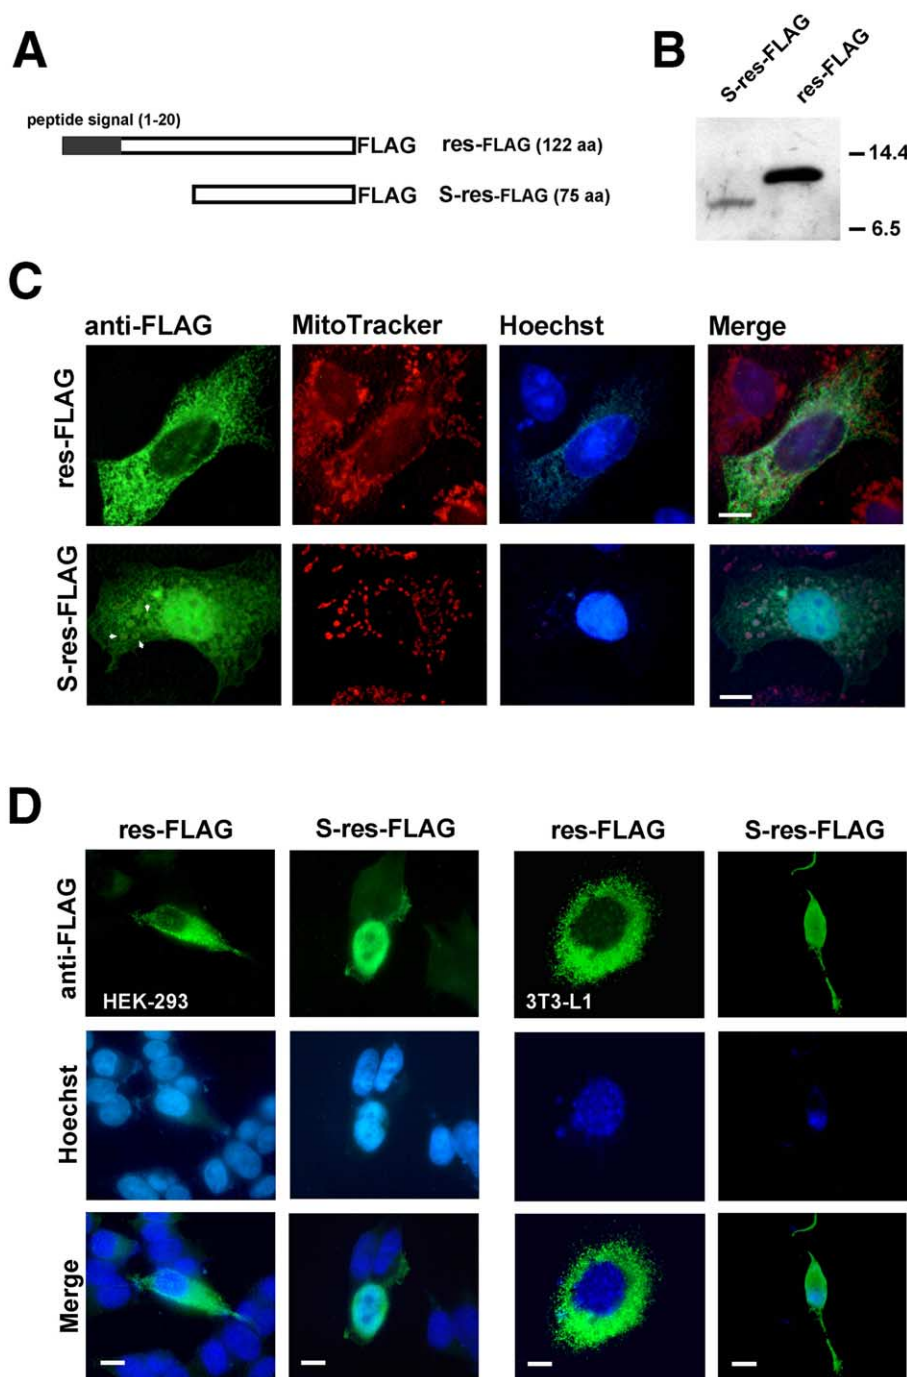 A
peptide signal (1-20)
FLAG res-FLAG (122 aa)
FLAG S-res-FLAG (75 aa)
B
S-res-FLAG
res-FLAG
14.4
6.5
C
anti-FLAG MitoTracker Hoechst Merge
res-FLAG
S-res-FLAG
D
res-FLAG S-res-FLAG res-FLAG S-res-FLAG
anti-FLAG
HEK-293 3T3-L1
Hoechst
Merge